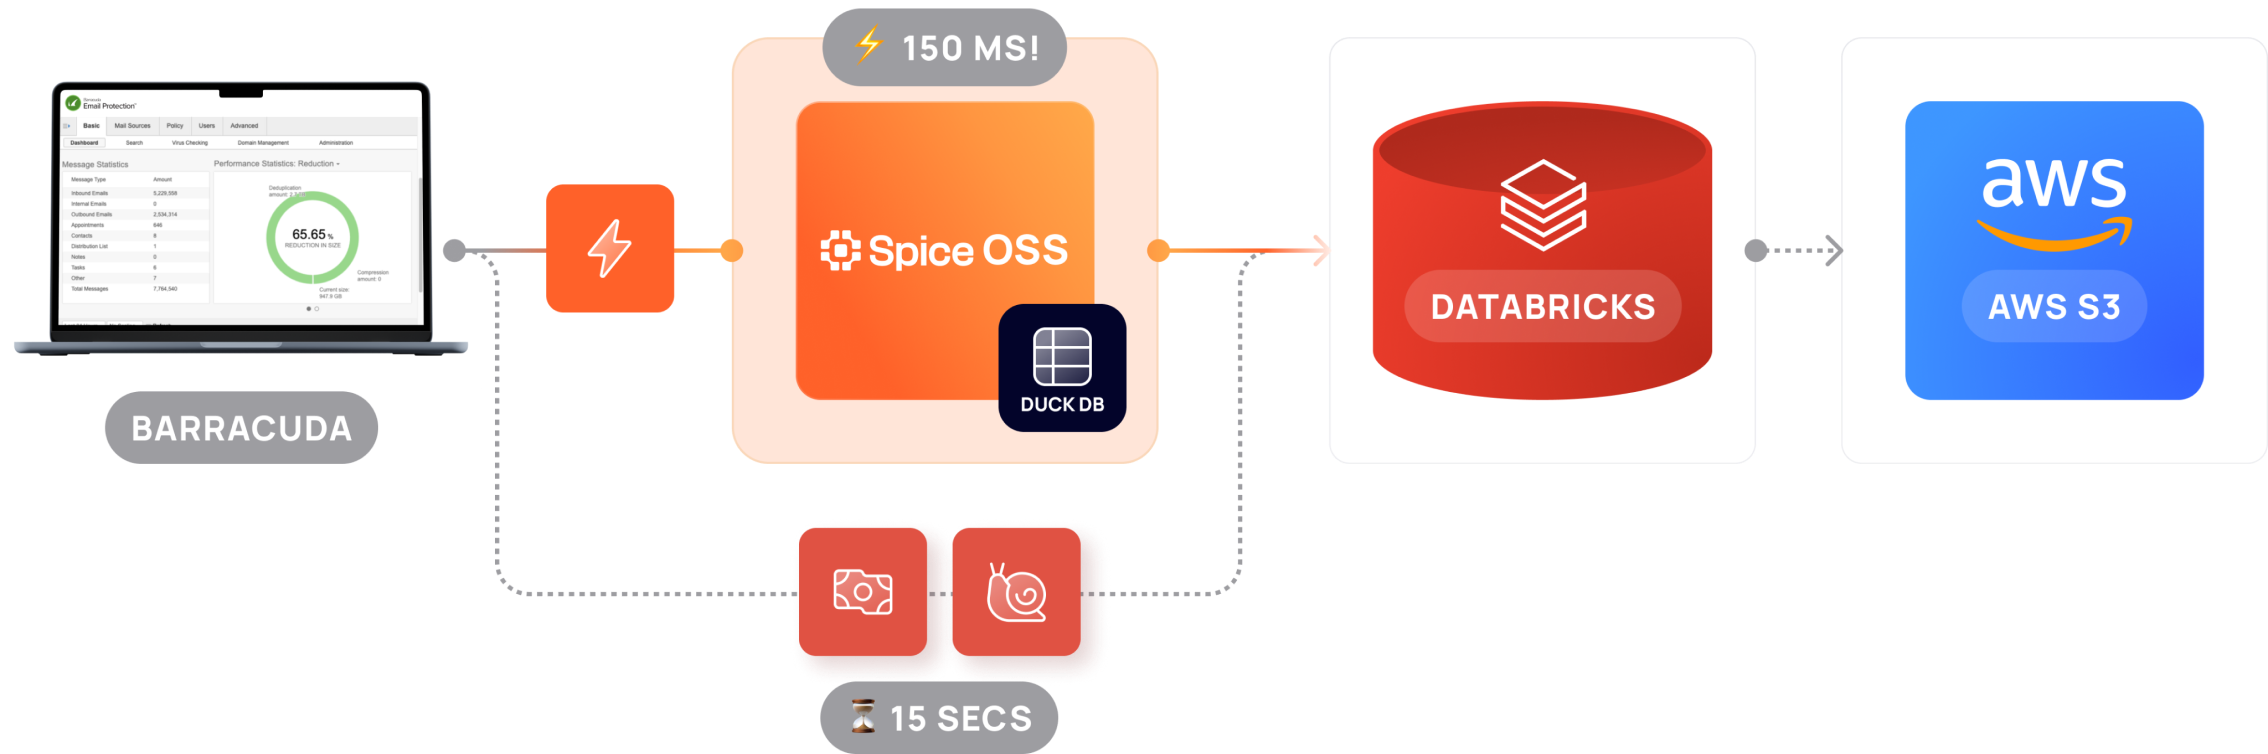 ⚡ 150 MS!
Barracuda
Email Protection
Basic Mail Sources Policy Users Advanced
Dashboard Search Virus Checking Domain Management Administration
Message Statistics
Message Type Amount
Inbound Emails 5,229,558
Internal Emails 0
Outbound Emails 2,534,314
Appointments 646
Contacts 8
Distribution List 1
Notes 0
Tasks 6
Other 7
Total Messages 7,764,540
Performance Statistics: Reduction
Deduplication
amount:
65.65 %
REDUCTION IN SIZE
Compression
amount: 0
Current size:
947.9 GB
BARRACUDA
Spice OSS
DUCK DB
DATABRICKS
aws
AWS S3
⏳ 15 SECS